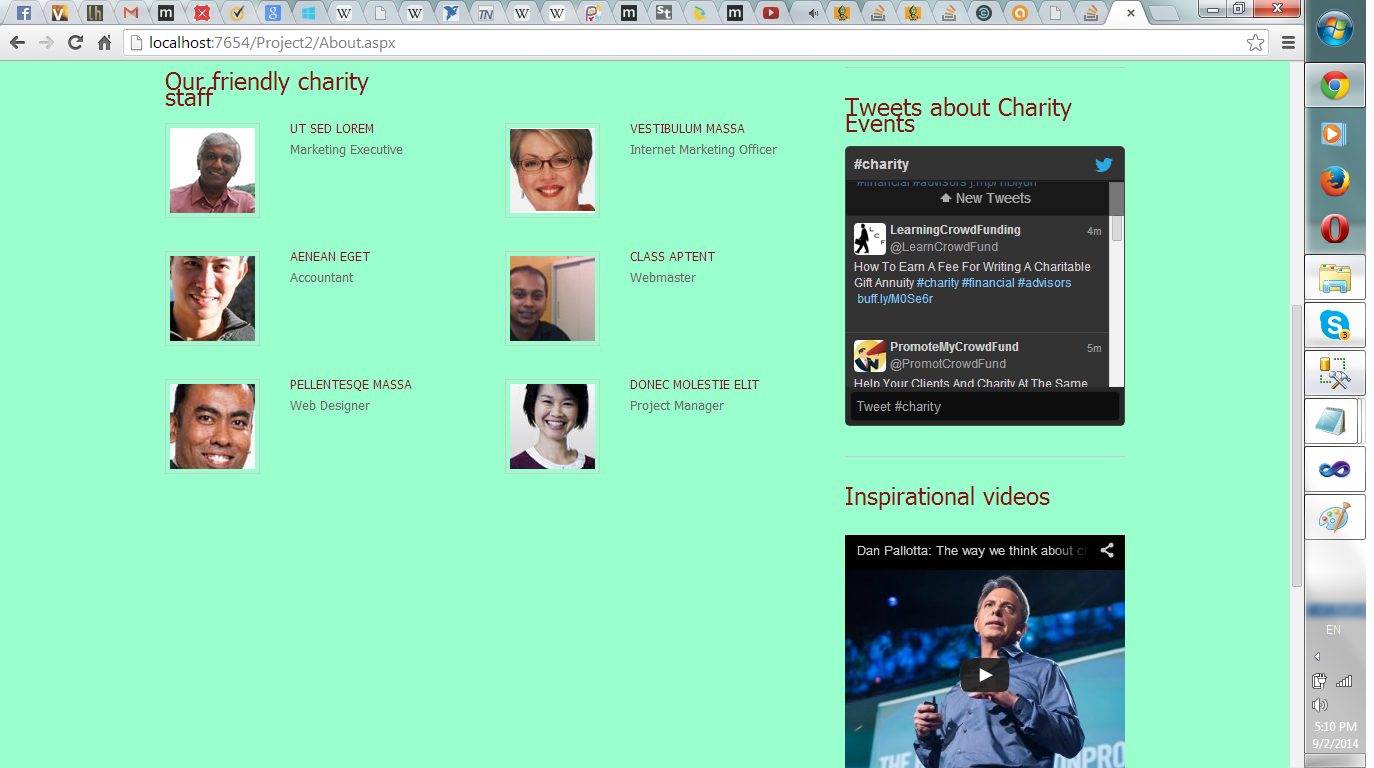 localhost:7654/Project2/About.aspx
Our friendly charity
staff
UT SED LOREM
Marketing Executive
VESTIBULUM MASSA
Internet Marketing Officer
AENEAN EGET
Accountant
CLASS APTENT
Webmaster
PELLENTESQE MASSA
Web Designer
DONEC MOLESTIE ELIT
Project Manager
Tweets about Charity
Events
#charity
#financial #advisors
New Tweets
LearningCrowdFunding 4m
@LearnCrowdFund
How To Earn A Fee For Writing A Charitable
Gift Annuity #charity #financial #advisors
buff.ly/M0Se6r
PromoteMyCrowdFund 5m
@PromotCrowdFund
Help Your Clients And Charity At The Same
Tweet #charity
Inspirational videos
Dan Pallotta: The way we think about
EN
5:10 PM
9/2/2014